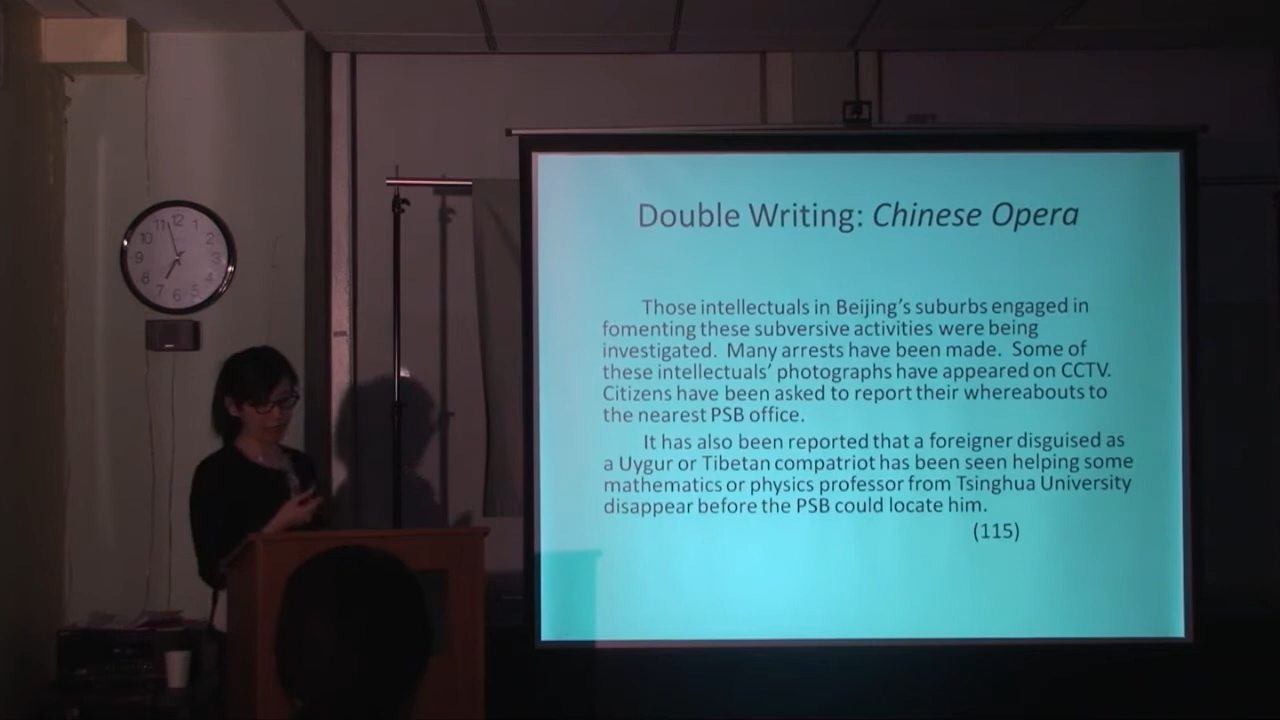 Double Writing: Chinese Opera
Those intellectuals in Beijing's suburbs engaged in
fomenting these subversive activities were being
investigated. Many arrests have been made. Some of
these intellectuals' photographs have appeared on CCTV.
Citizens have been asked to report their whereabouts to
the nearest PSB office.
It has also been reported that a foreigner disguised as
a Uygur or Tibetan compatriot has been seen helping some
mathematics or physics professor from Tsinghua University
disappear before the PSB could locate him.
(115)
11 12 1
10 2
9 3
8 4
7 6 5